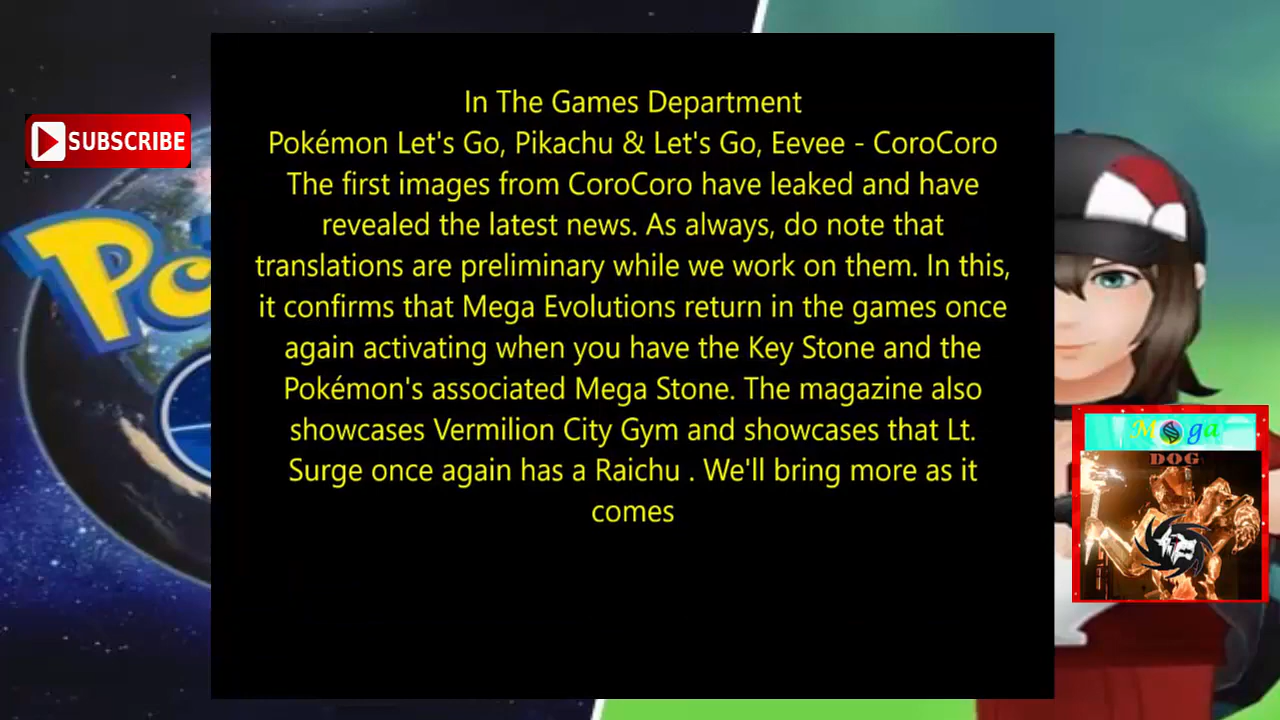 In The Games Department
Pokémon Let's Go, Pikachu & Let's Go, Eevee - CoroCoro
The first images from CoroCoro have leaked and have
revealed the latest news. As always, do note that
translations are preliminary while we work on them. In this,
it confirms that Mega Evolutions return in the games once
again activating when you have the Key Stone and the
Pokémon's associated Mega Stone. The magazine also
showcases Vermilion City Gym and showcases that Lt.
Surge once again has a Raichu . We'll bring more as it
comes
SUBSCRIBE
DOG